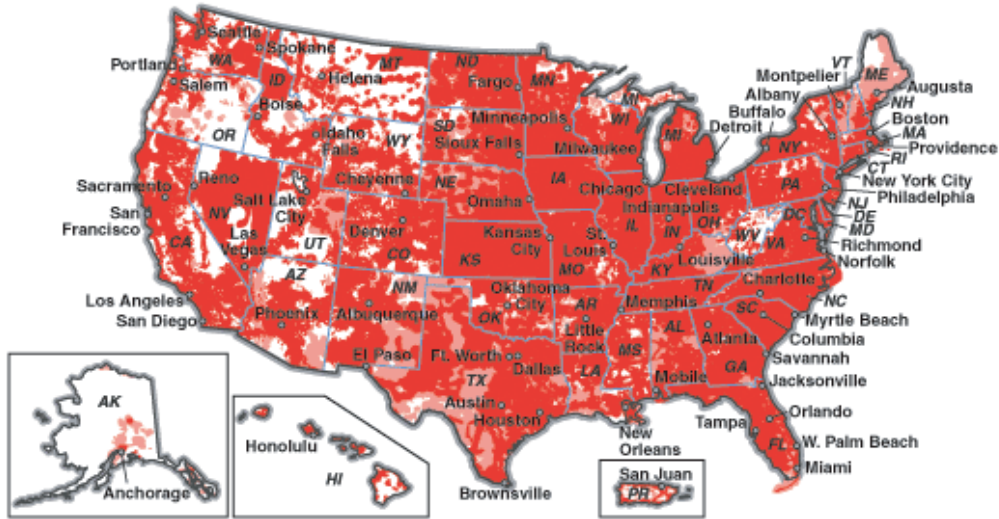 Seattle
Spokane
WA
Portland
Salem
OR
ID
Boise
MT
Helena
Idaho
Falls
WY
ND
Fargo
MN
SD
Minneapolis
Sioux Falls
WI
MI
MI
Milwaukee
Detroit
Buffalo
Albany
Montpelier
VT
ME
Augusta
NH
Boston
MA
Providence
RI
CT
New York City
Philadelphia
NJ
DE
MD
DC
NY
PA
Cheyenne
NE
IA
Omaha
Chicago
Cleveland
Indianapolis
IL
IN
OH
WV
VA
Richmond
Norfolk
Sacramento
Reno
San
Francisco
NV
Salt Lake
City
Las
Vegas
CA
UT
Denver
CO
Kansas
City
KS
St.
Louis
MO
Louisville
KY
Los Angeles
San Diego
AZ
Phoenix
NM
Albuquerque
Oklahoma
City
OK
AR
Little
Rock
Memphis
TN
Charlotte
NC
SC
Myrtle Beach
Columbia
Atlanta
Savannah
El Paso
Ft. Worth
Dallas
TX
LA
MS
AL
GA
Jacksonville
Mobile
Austin
Houston
New
Orleans
Tampa
Orlando
FL
W. Palm Beach
Miami
Brownsville
AK
Anchorage
Honolulu
HI
San Juan
PR